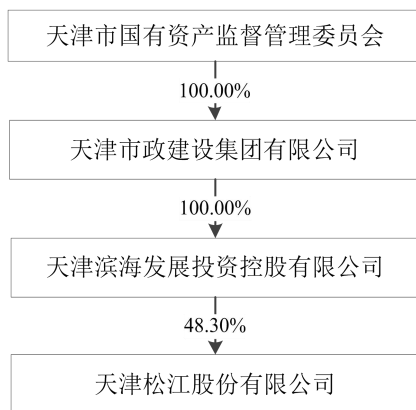 天津市国有资产监督管理委员会
100.00%
天津市政建设集团有限公司
100.00%
天津滨海发展投资控股有限公司
48.30%
天津松江股份有限公司